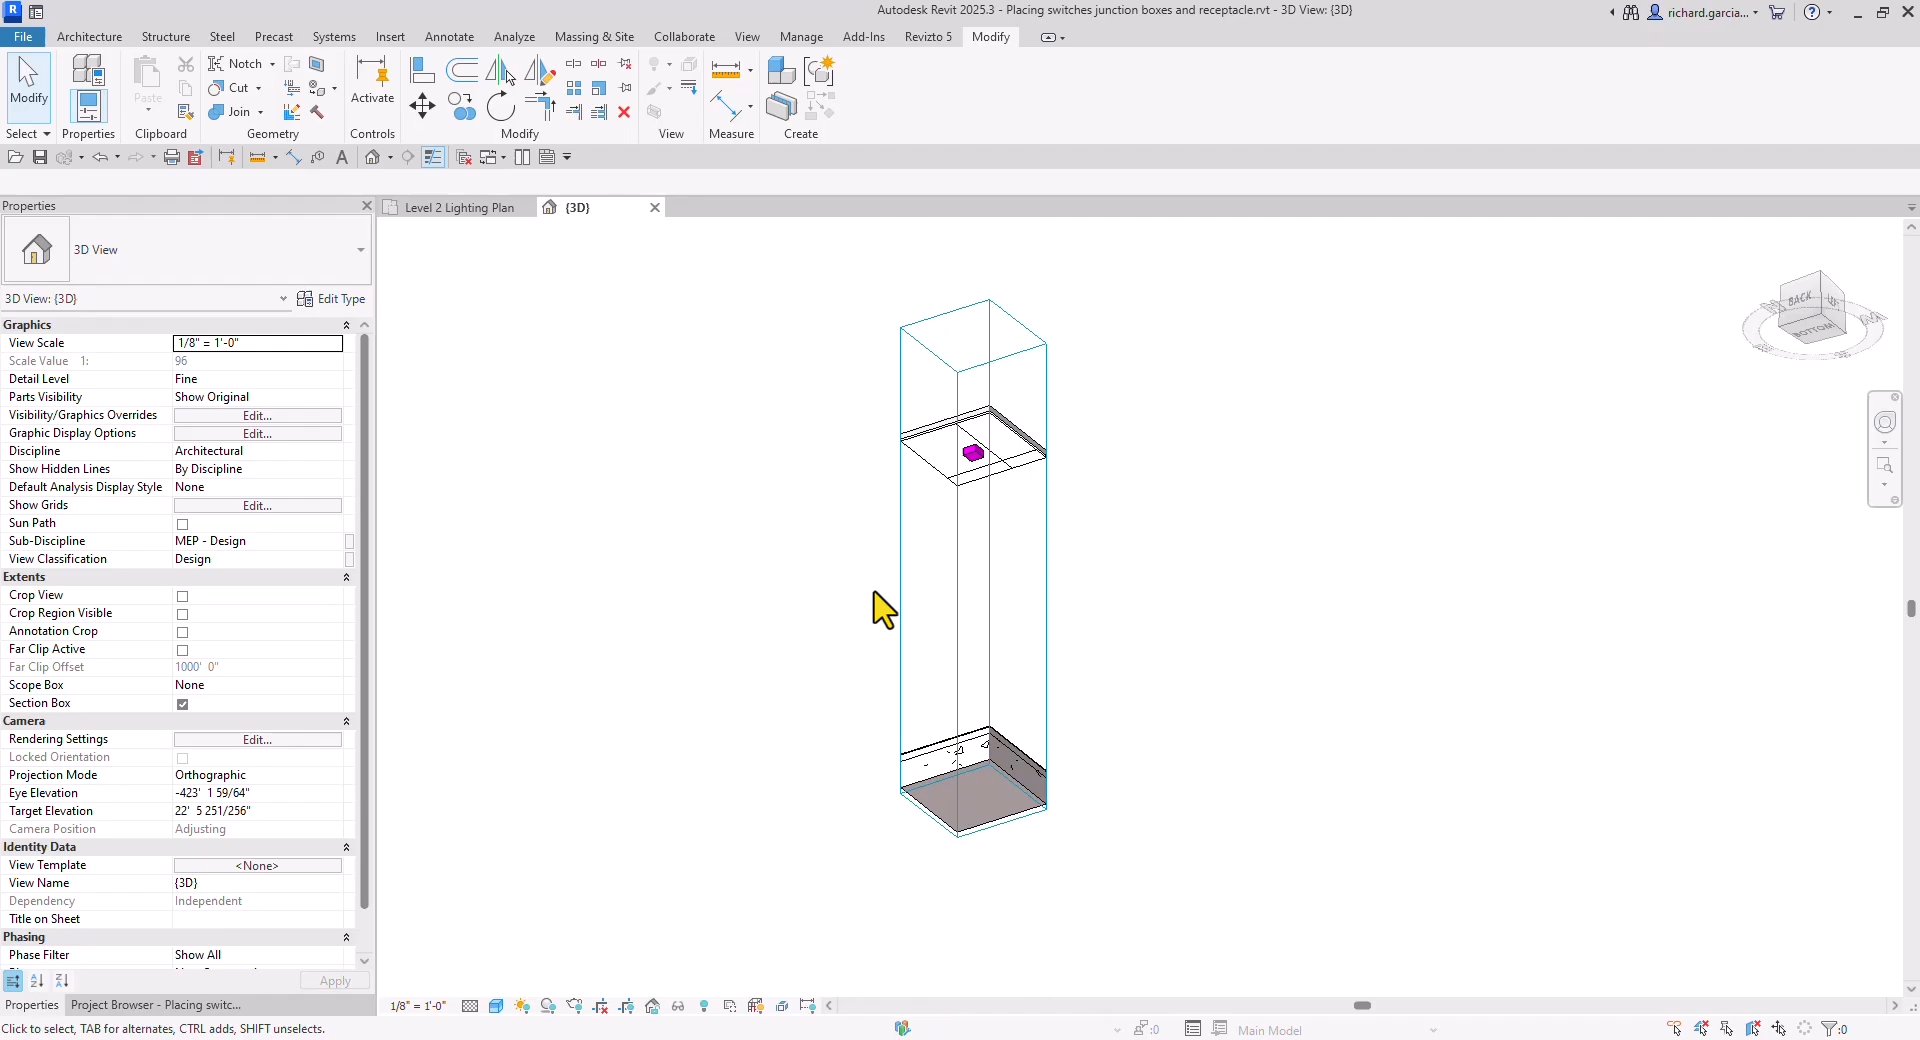 Autodesk Revit 2025.3 - Placing switches junction boxes and receptacle.rvt - 3D View: {3D}
richard.garcia...
File Architecture Structure Steel Precast Systems Insert Annotate Analyze Massing & Site Collaborate View Manage Add-Ins Revizto 5 Modify
Notch
Cut
Join
Modify
Paste
Activate
Select Properties Clipboard Geometry Controls Modify View Measure Create
Properties
Level 2 Lighting Plan
{3D}
3D View
3D View: {3D}
Edit Type
Graphics
View Scale 1/8" = 1'-0"
Scale Value 1: 96
Detail Level Fine
Parts Visibility Show Original
Visibility/Graphics Overrides Edit...
Graphic Display Options Edit...
Discipline Architectural
Show Hidden Lines By Discipline
Default Analysis Display Style None
Show Grids Edit...
Sun Path
Sub-Discipline MEP - Design
View Classification Design
Extents
Crop View
Crop Region Visible
Annotation Crop
Far Clip Active
Far Clip Offset 1000' 0"
Scope Box None
Section Box
Camera
Rendering Settings Edit...
Locked Orientation
Projection Mode Orthographic
Eye Elevation -423' 1 59/64"
Target Elevation 22' 5 251/256"
Camera Position Adjusting
Identity Data
View Template <None>
View Name {3D}
Dependency Independent
Title on Sheet
Phasing
Phase Filter Show All
Apply
Properties
Project Browser - Placing switc...
1/8" = 1'-0"
Click to select, TAB for alternates, CTRL adds, SHIFT unselects.
:0
Main Model
:0
BACK
BOTTOM